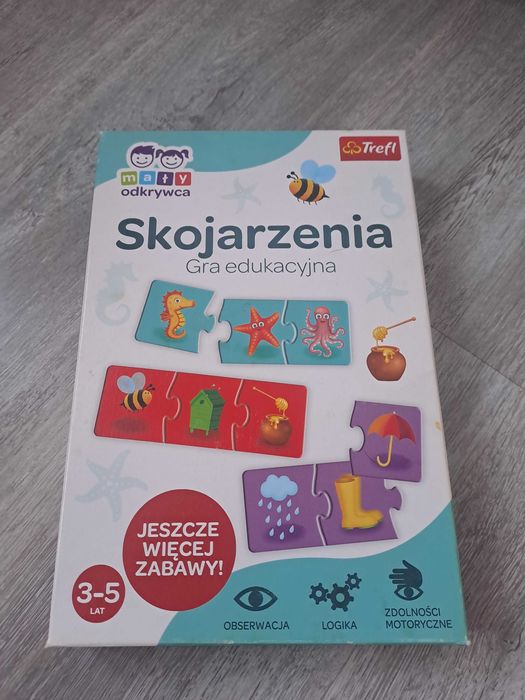 mały
odkrywca
Trefl
Skojarzenia
Gra edukacyjna
JESZCZE
WIĘCEJ
ZABAWY!
3-5
LAT
OBSERWACJA
LOGIKA
ZDOLNOŚCI
MOTORYCZNE